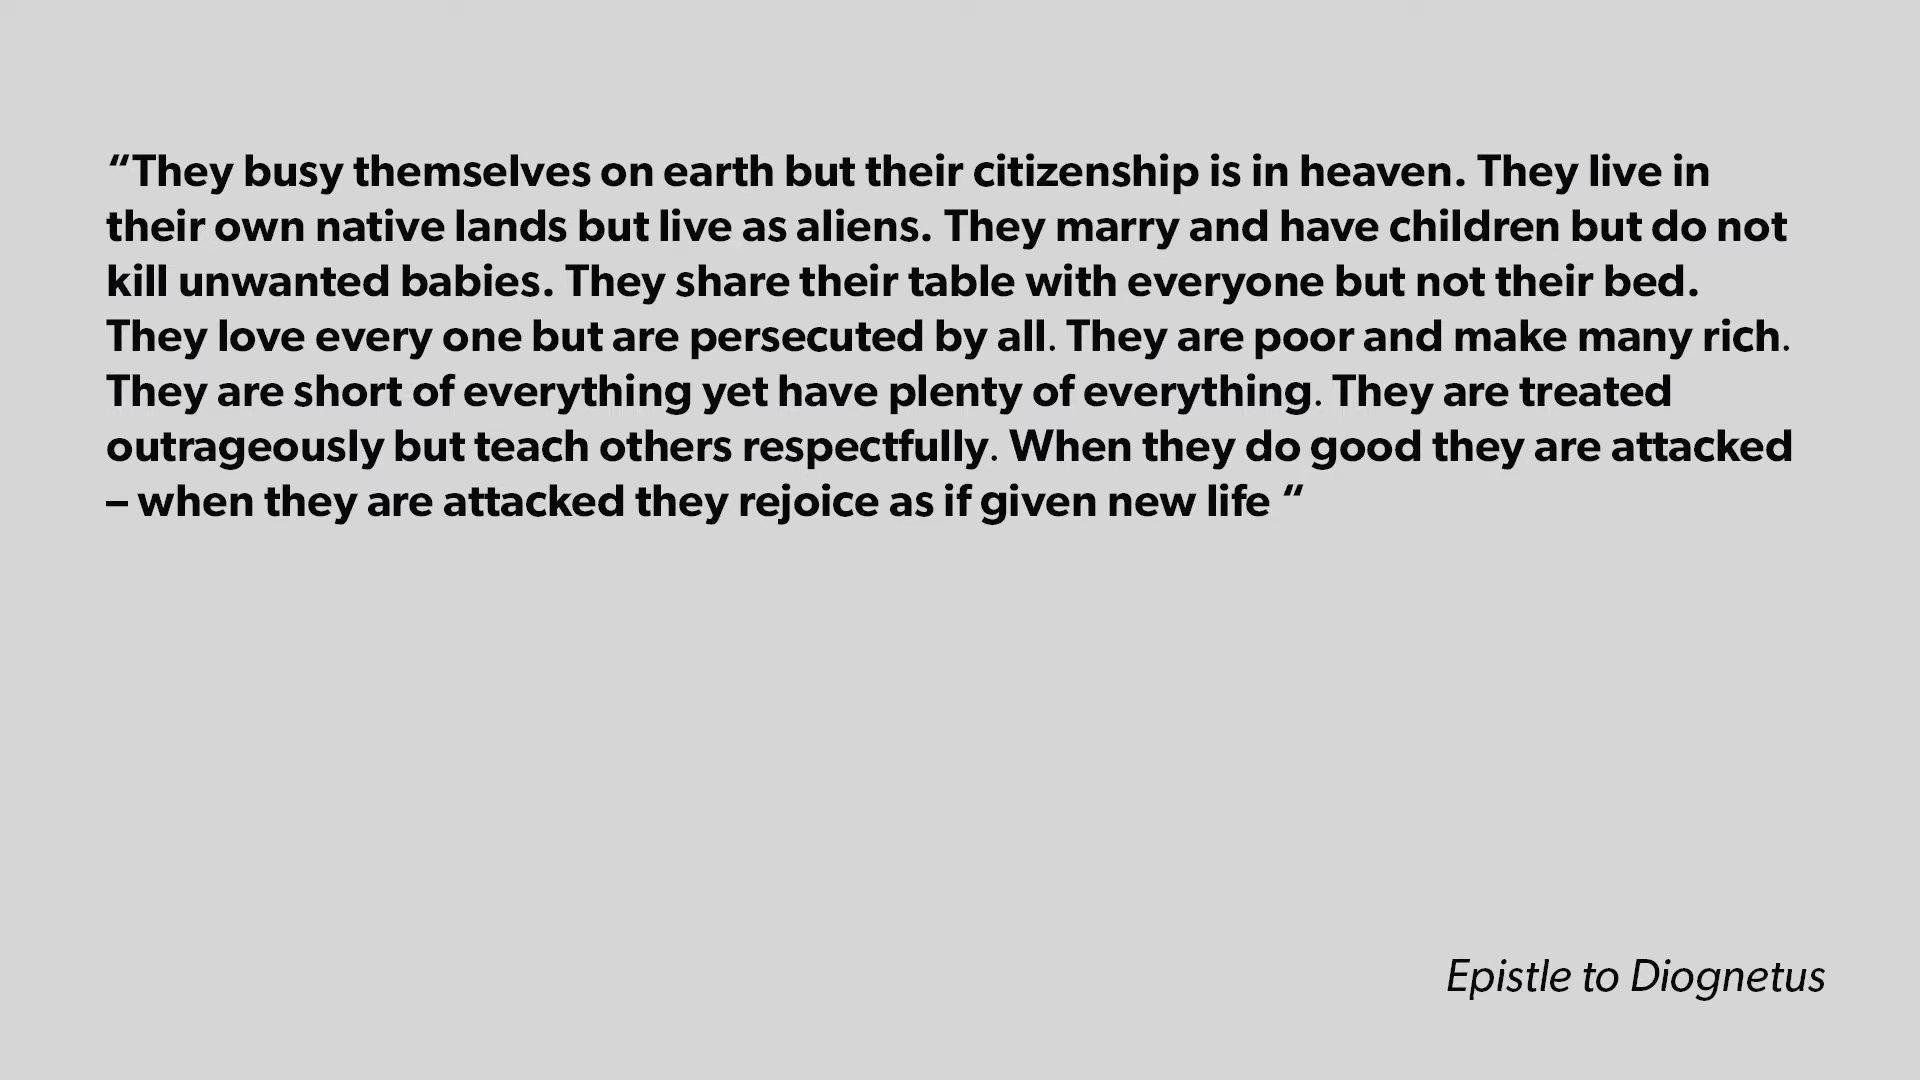 “They busy themselves on earth but their citizenship is in heaven. They live in
their own native lands but live as aliens. They marry and have children but do not
kill unwanted babies. They share their table with everyone but not their bed.
They love every one but are persecuted by all. They are poor and make many rich.
They are short of everything yet have plenty of everything. They are treated
outrageously but teach others respectfully. When they do good they are attacked
– when they are attacked they rejoice as if given new life “
Epistle to Diognetus